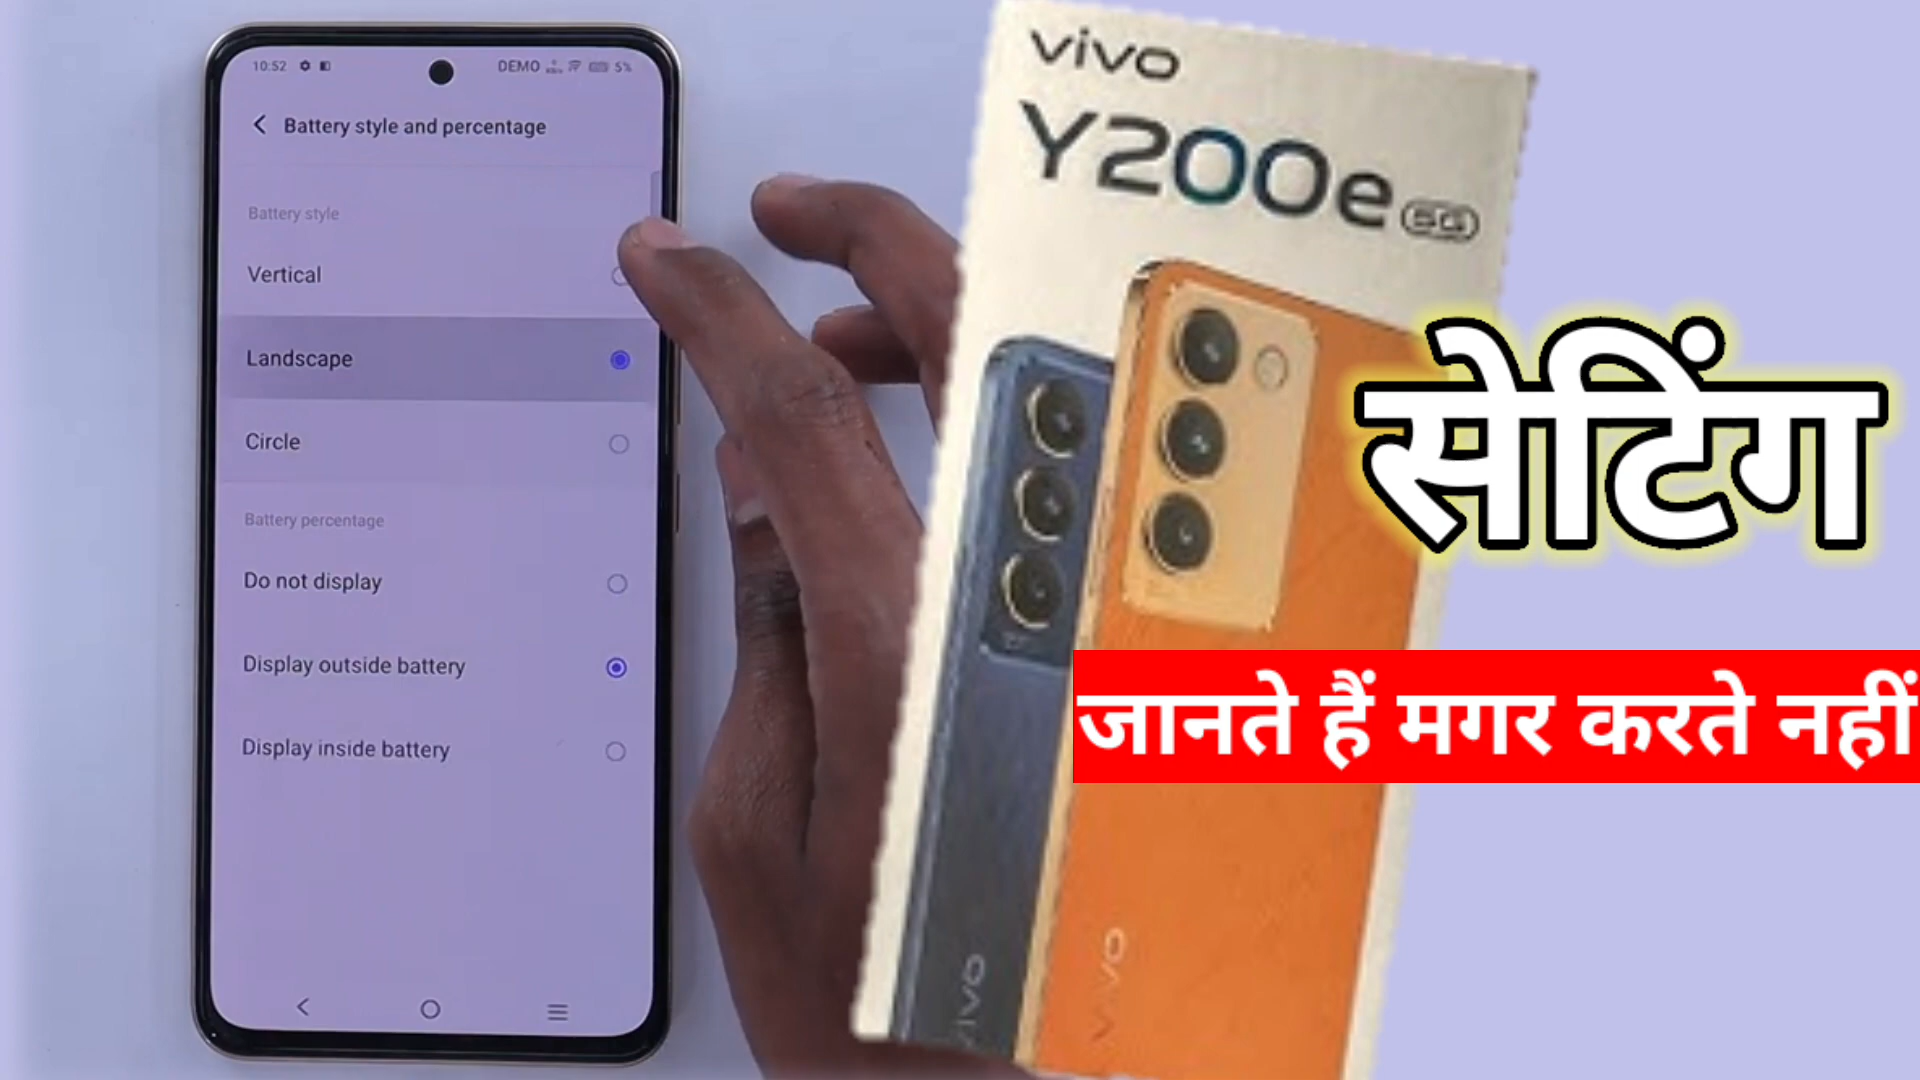 10:52 DEMO 5%
Battery style and percentage
Battery style
Vertical
Landscape
Circle
Battery percentage
Do not display
Display outside battery
Display inside battery
vivo
Y200e 5G
vivo
vivo
सेटिंग
जानते हैं मगर करते नहीं